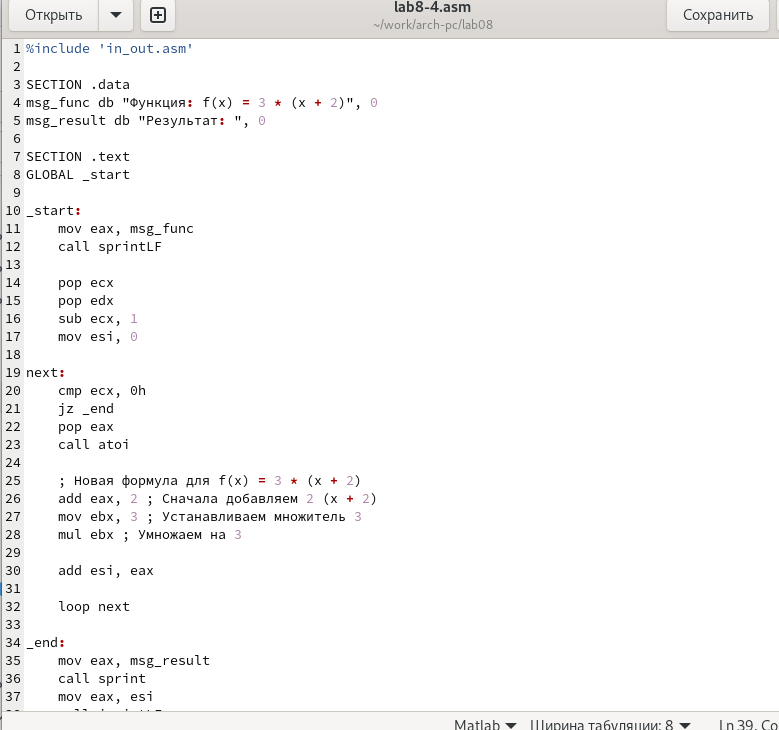 Открыть
lab8-4.asm
~/work/arch-pc/lab08
Сохранить
1 %include 'in_out.asm'
2
3 SECTION .data
4 msg_func db "Функция: f(x) = 3 * (x + 2)", 0
5 msg_result db "Результат: ", 0
6
7 SECTION .text
8 GLOBAL _start
9
10 _start:
11     mov eax, msg_func
12     call sprintLF
13
14     pop ecx
15     pop edx
16     sub ecx, 1
17     mov esi, 0
18
19 next:
20     cmp ecx, 0h
21     jz _end
22     pop eax
23     call atoi
24
25     ; Новая формула для f(x) = 3 * (x + 2)
26     add eax, 2 ; Сначала добавляем 2 (x + 2)
27     mov ebx, 3 ; Устанавливаем множитель 3
28     mul ebx ; Умножаем на 3
29
30     add esi, eax
31
32     loop next
33
34 _end:
35     mov eax, msg_result
36     call sprint
37     mov eax, esi
Matlab Ширина табуляции: 8 Ln 39, Co